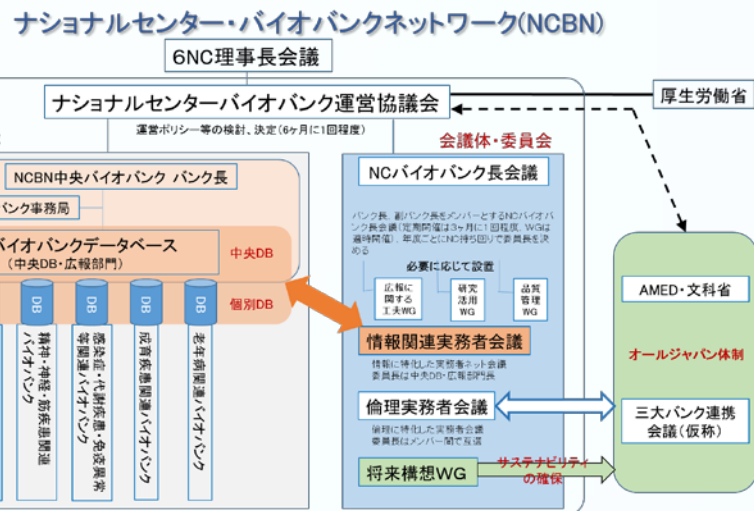 ナショナルセンター・バイオバンクネットワーク(NCBN)
6NC理事長会議
ナショナルセンターバイオバンク運営協議会
厚生労働省
運営ポリシー等の検討、決定(6ヶ月に1回程度)
会議体・委員会
NCBN中央バイオバンク バンク長
バンク事務局
バイオバンクデータベース
(中央DB・広報部門)
中央DB
個別DB
DB
DB
DB
DB
精神・神経・筋疾患関連
バイオバンク
感染症・代謝疾患・免疫異常
等関連バイオバンク
成育疾患関連バイオバンク
老年病関連バイオバンク
NCバイオバンク長会議
バンク長、副バンク長をメンバーとするNCバイオバ
ンク長会議(定期開催は3ヶ月に1回程度、WGは
適時開催)、年度ごとにNC持ち回りで委員長を決
める
必要に応じて設置
広報に
関する
工夫WG
研究
活用
WG
品質
管理
WG
情報関連実務者会議
情報に特化した実務者ネット会議
委員長は中央DB・広報部門長
倫理実務者会議
倫理に特化した実務者会議
委員長はメンバー間で互選
将来構想WG
サステナビリティ
の確保
AMED・文科省
オールジャパン体制
三大バンク連携
会議(仮称)